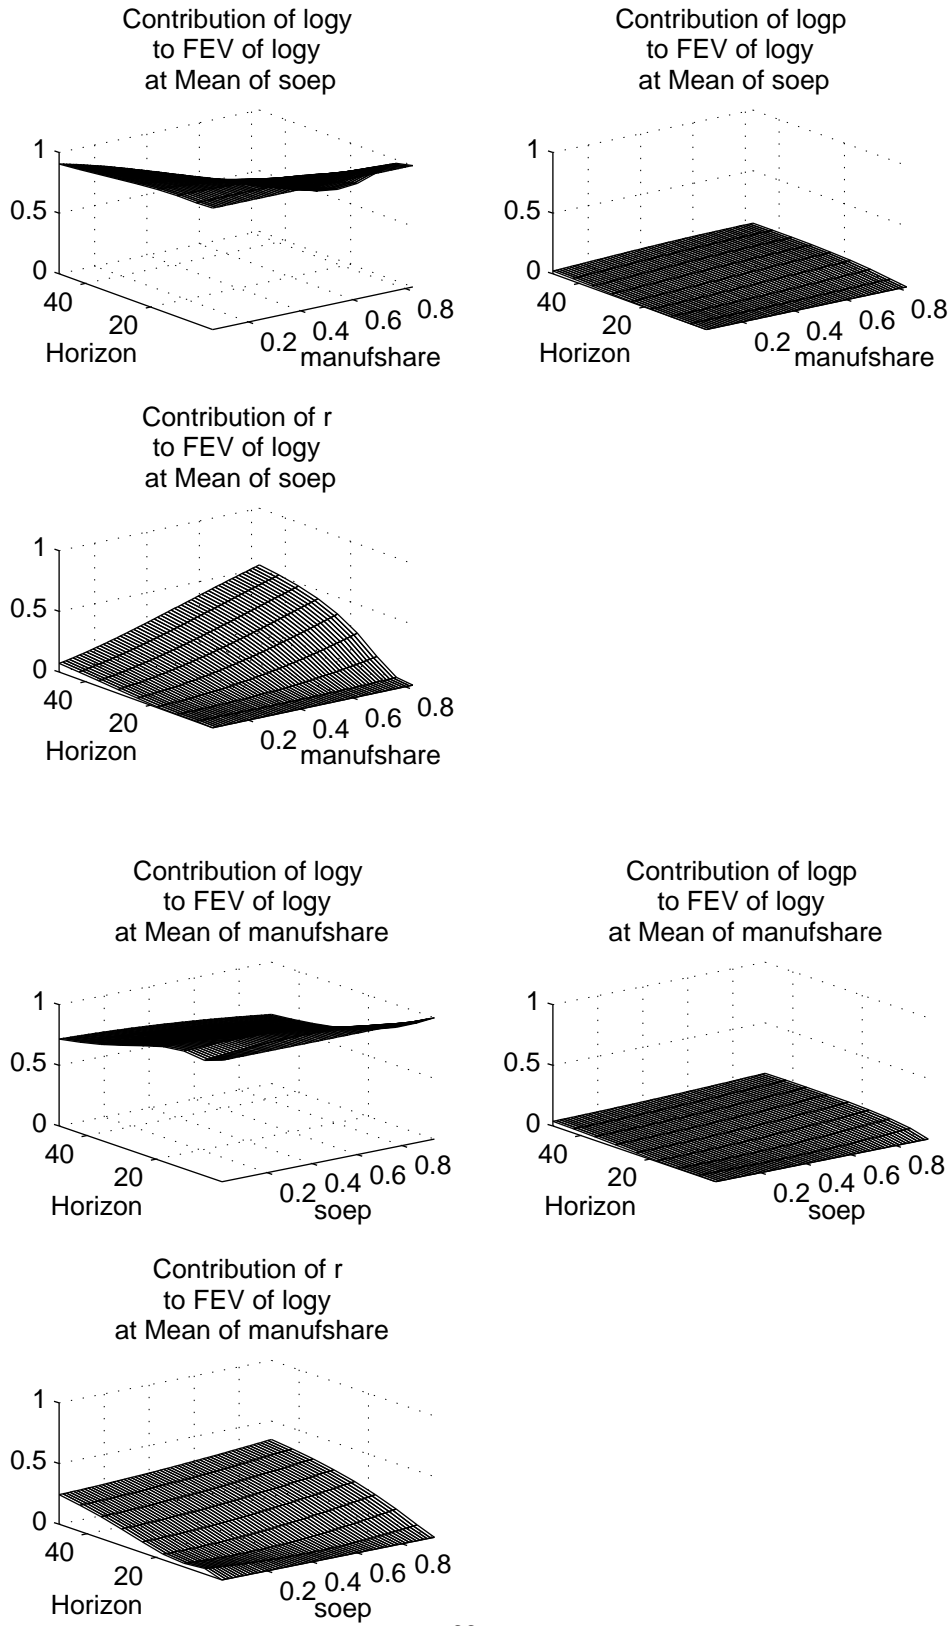 Contribution of logy
to FEV of logy
at Mean of soep
1
0.5
0
40
20
Horizon
0.2
0.4
0.6
0.8
manufshare
Contribution of logp
to FEV of logy
at Mean of soep
1
0.5
0
40
20
Horizon
0.2
0.4
0.6
0.8
manufshare
Contribution of r
to FEV of logy
at Mean of soep
1
0.5
0
40
20
Horizon
0.2
0.4
0.6
0.8
manufshare
Contribution of logy
to FEV of logy
at Mean of manufshare
1
0.5
0
40
20
Horizon
0.2
0.4
0.6
0.8
soep
Contribution of logp
to FEV of logy
at Mean of manufshare
1
0.5
0
40
20
Horizon
0.2
0.4
0.6
0.8
soep
Contribution of r
to FEV of logy
at Mean of manufshare
1
0.5
0
40
20
Horizon
0.2
0.4
0.6
0.8
soep